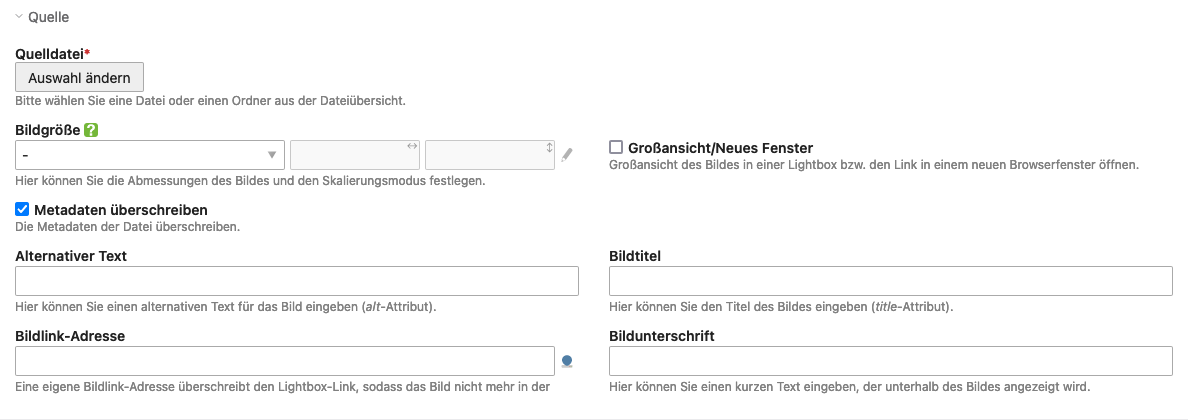 Quelle
Quelldatei*
Auswahl ändern
Bitte wählen Sie eine Datei oder einen Ordner aus der Dateiübersicht.
Bildgröße ?
-
Hier können Sie die Abmessungen des Bildes und den Skalierungsmodus festlegen.
Großansicht/Neues Fenster
Großansicht des Bildes in einer Lightbox bzw. den Link in einem neuen Browserfenster öffnen.
Metadaten überschreiben
Die Metadaten der Datei überschreiben.
Alternativer Text
Hier können Sie einen alternativen Text für das Bild eingeben (alt-Attribut).
Bildtitel
Hier können Sie den Titel des Bildes eingeben (title-Attribut).
Bildlink-Adresse
Eine eigene Bildlink-Adresse überschreibt den Lightbox-Link, sodass das Bild nicht mehr in der
Bildunterschrift
Hier können Sie einen kurzen Text eingeben, der unterhalb des Bildes angezeigt wird.